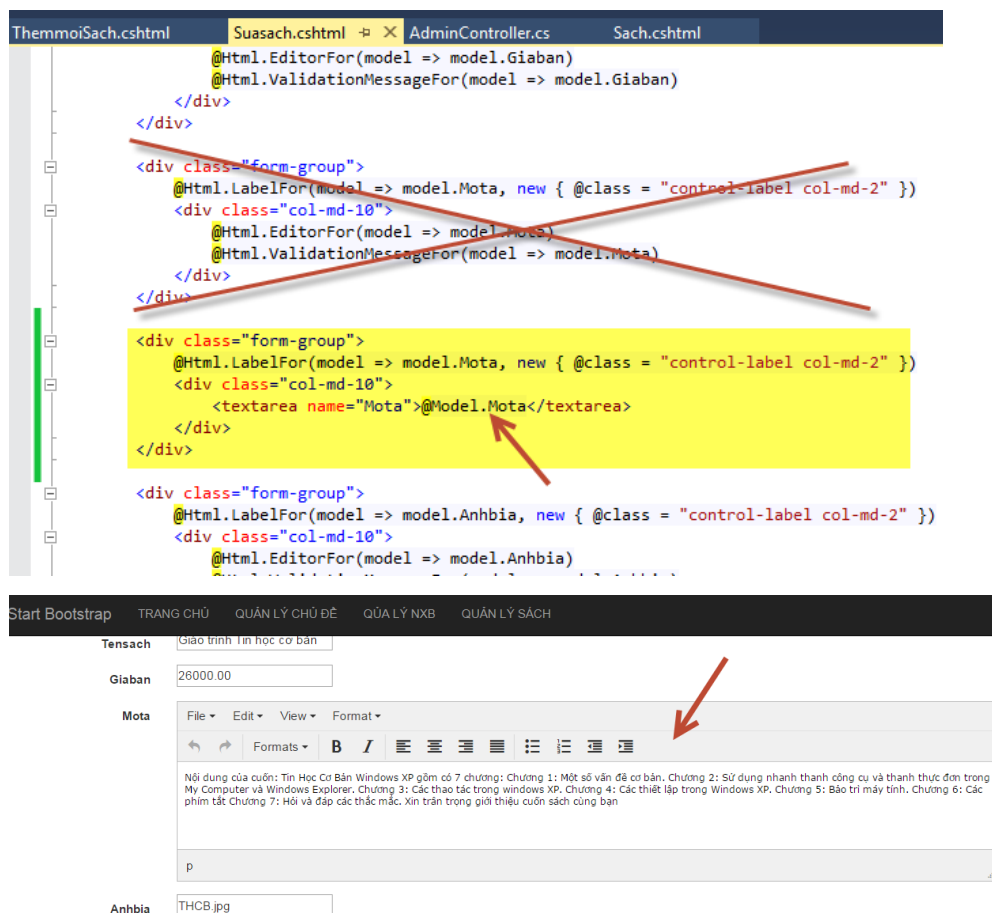 ThemmoiSach.cshtml Suasach.cshtml AdminController.cs Sach.cshtml
@Html.EditorFor(model => model.Giaban)
@Html.ValidationMessageFor(model => model.Giaban)
</div>
</div>
<div class="form-group">
@Html.LabelFor(model => model.Mota, new { @class = "control-label col-md-2" })
<div class="col-md-10">
@Html.EditorFor(model => model.Mota)
@Html.ValidationMessageFor(model => model.Mota)
</div>
</div>
<div class="form-group">
@Html.LabelFor(model => model.Mota, new { @class = "control-label col-md-2" })
<div class="col-md-10">
<textarea name="Mota">@Model.Mota</textarea>
</div>
</div>
<div class="form-group">
@Html.LabelFor(model => model.Anhbia, new { @class = "control-label col-md-2" })
<div class="col-md-10">
@Html.EditorFor(model => model.Anhbia)
Start Bootstrap TRANG CHỦ QUẢN LÝ CHỦ ĐỀ QỦA LÝ NXB QUẢN LÝ SÁCH
Tensach Giáo trình Tin học cơ bản
Giaban 26000.00
Mota File Edit View Format
Formats B I
Nội dung của cuốn: Tin Học Cơ Bản Windows XP gồm có 7 chương: Chương 1: Một số vấn đề cơ bản. Chương 2: Sử dụng nhanh thanh công cụ và thanh thực đơn trong
My Computer và Windows Explorer. Chương 3: Các thao tác trong windows XP. Chương 4: Các thiết lập trong Windows XP. Chương 5: Bảo trì máy tính. Chương 6: Các
phím tắt Chương 7: Hỏi và đáp các thắc mắc. Xin trân trọng giới thiệu cuốn sách cùng bạn
p
Anhbia THCB.jpg